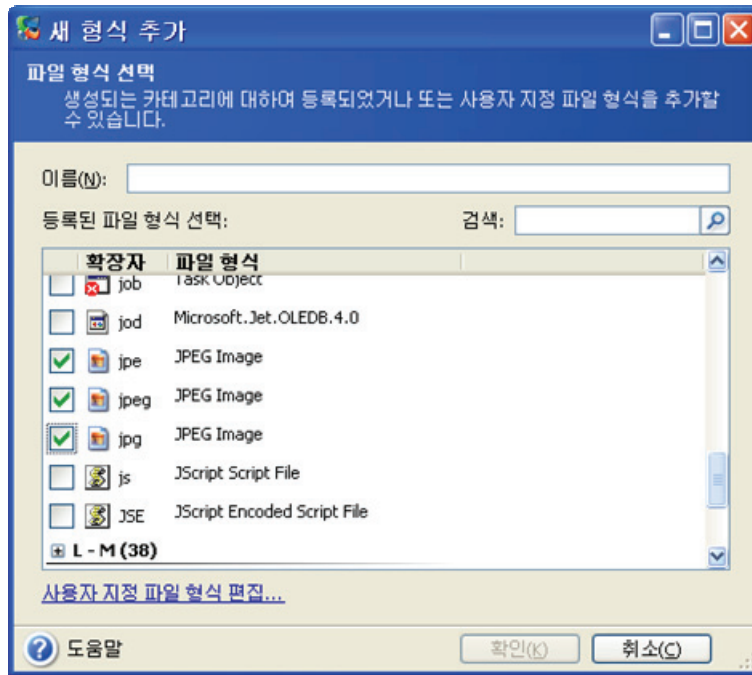 새 형식 추가
파일 형식 선택
생성되는 카테고리에 대하여 등록되었거나 또는 사용자 지정 파일 형식을 추가할
수 있습니다.
이름(N):
등록된 파일 형식 선택: 검색:
확장자 파일 형식
job Task Object
jod Microsoft.Jet.OLEDB.4.0
jpe JPEG Image
jpeg JPEG Image
jpg JPEG Image
js JScript Script File
JSE JScript Encoded Script File
L - M (38)
사용자 지정 파일 형식 편집...
도움말 확인(K) 취소(C)